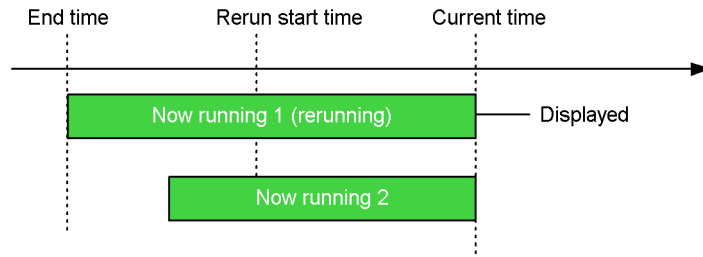 End time
Rerun start time
Current time
Now running 1 (rerunning)
Displayed
Now running 2